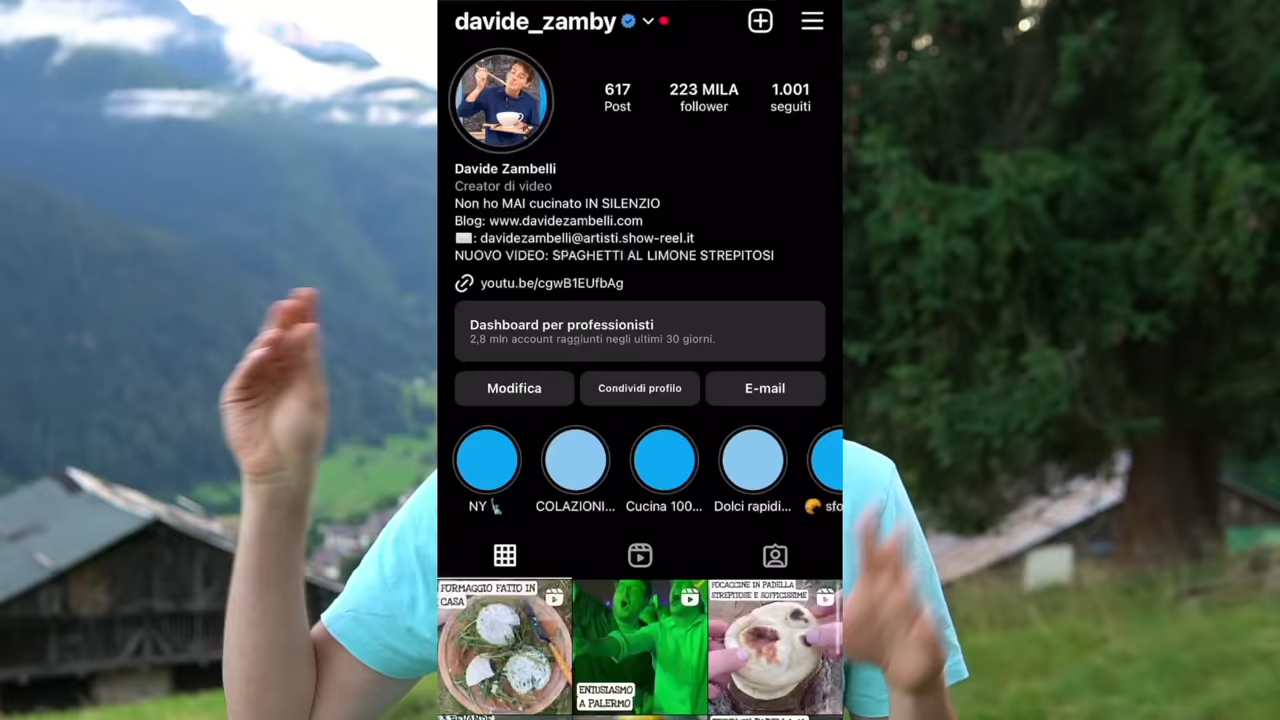 davide_zamby
617
Post
223 MILA
follower
1.001
seguiti
Davide Zambelli
Creator di video
Non ho MAI cucinato IN SILENZIO
Blog: www.davidezambelli.com
: davidezambelli@artisti.show-reel.it
NUOVO VIDEO: SPAGHETTI AL LIMONE STREPITOSI
youtu.be/cgwB1EUfbAg
Dashboard per professionisti
2,8 mln account raggiunti negli ultimi 30 giorni.
Modifica
Condividi profilo
E-mail
NY
COLAZIONI...
Cucina 100...
Dolci rapidi...
sfo
FORMAGGIO FATTO IN
CASA
ENTUSIASMO
A PALERMO
FOCACCINE IN PADELLA
STREPITOSE E SOFFICISSIME